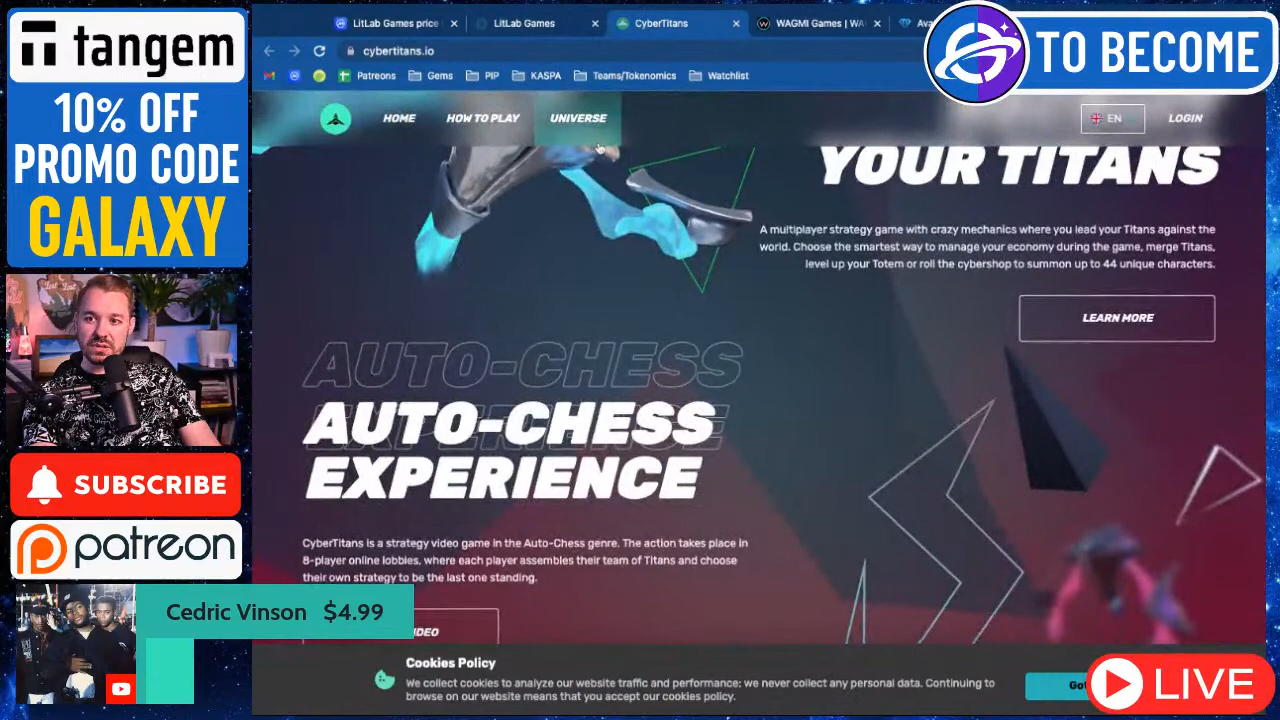 tangem
10% OFF
PROMO CODE
GALAXY
SUBSCRIBE
patreon
Cedric Vinson $4.99
LitLab Games price
LitLab Games
CyberTitans
WAGMI Games |
cybertitans.io
Patreons
Gems
PIP
KASPA
Teams/Tokenomics
Watchlist
TO BECOME
HOME
HOW TO PLAY
UNIVERSE
EN
LOGIN
YOUR TITANS
A multiplayer strategy game with crazy mechanics where you lead your Titans against the
world. Choose the smartest way to manage your economy during the game, merge Titans,
level up your Totem or roll the cybershop to summon up to 44 unique characters.
LEARN MORE
AUTO-CHESS
AUTO-CHESS
EXPERIENCE
CyberTitans is a strategy video game in the Auto-Chess genre. The action takes place in
8-player online lobbies, where each player assembles their team of Titans and choose
their own strategy to be the last one standing.
Cookies Policy
We collect cookies to analyze our website traffic and performance; we never collect any personal data. Continuing to
browse on our website means that you accept our cookies policy.
LIVE